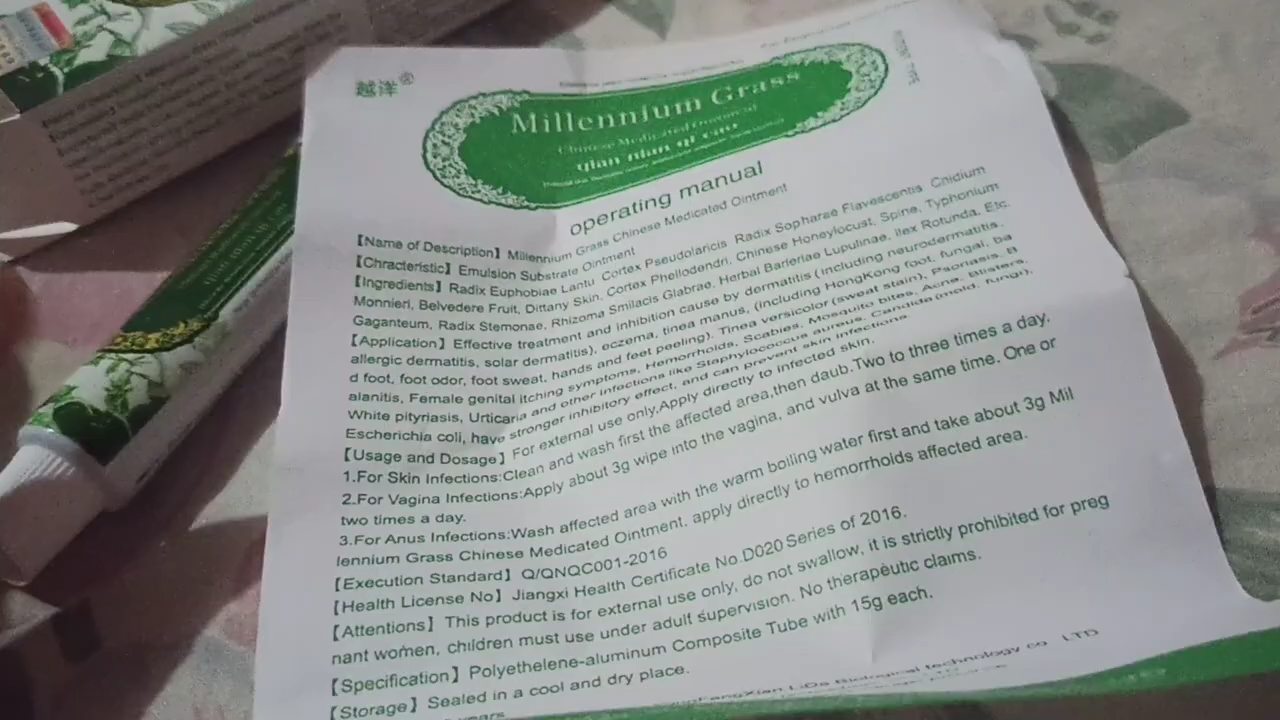 越洋®
Millennium Grass
Chinese Medicated Ointment
qian nian qi cao
operating manual
Millennium Grass Chinese Medicated Ointment
【Name of Description】 Millennium Grass Chinese Medicated Ointment
【Chracteristic】 Emulsion Substrate Ointment
【Ingredients】 Radix Euphobiae Lantu Cortex Pseudolaricis Radix Sopharae Flavescentis Cnidium
Monnieri, Belvedere Fruit, Dittany Skin, Cortex Phellodendri, Chinese Honeylocust, Spine, Typhonium
Gaganteum, Radix Stemonae, Rhizoma Smilacis Glabrae, Herbal Barleriae Lupulinae, Ilex Rotunda, Etc.
【Application】 Effective treatment and inhibition cause by dermatitis (including neurodermatitis,
allergic dermatitis, solar dermatitis), eczema, tinea manus, (including HongKong foot, fungal, ba
d foot, foot odor, foot sweat, hands and feet peeling). Tinea versicolor (sweat stain), Psoriasis, B
alanitis, Female genital itching symptoms, Hemorrhoids, Scabies, Mosquito bites, Acne, Blisters,
White pityriasis, Urticaria and other infections like Staphylococcus aureus, Candida (mold, fungi),
Escherichia coli, have stronger inhibitory effect, and can prevent skin infections.
【Usage and Dosage】 For external use only,Apply directly to infected skin.
1.For Skin Infections:Clean and wash first the affected area,then daub.Two to three times a day.
2.For Vagina Infections:Apply about 3g wipe into the vagina, and vulva at the same time. One or
two times a day.
3.For Anus Infections:Wash affected area with the warm boiling water first and take about 3g Mil
lennium Grass Chinese Medicated Ointment, apply directly to hemorrhoids affected area.
【Execution Standard】 Q/QNQC001-2016
【Health License No】 Jiangxi Health Certificate No.D020 Series of 2016.
【Attentions】 This product is for external use only, do not swallow, it is strictly prohibited for preg
nant women, children must use under adult supervision. No therapeutic claims.
【Specification】 Polyethelene-aluminum Composite Tube with 15g each.
【Storage】 Sealed in a cool and dry place.
years
LiDa Biological technology co LTD